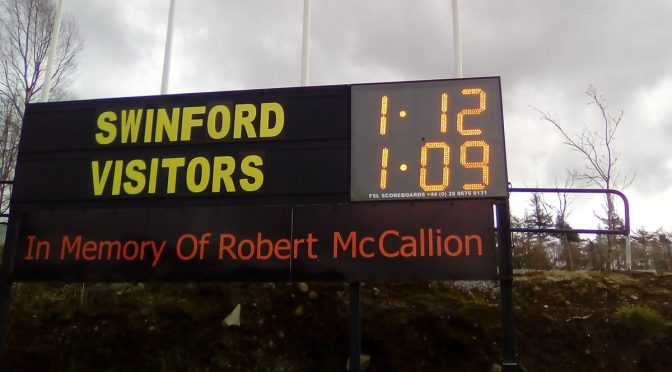 SWINFORD 1·12
VISITORS 1·09
FSL SCOREBOARDS +44 (0) 28 8676 6131
In Memory Of Robert McCallion